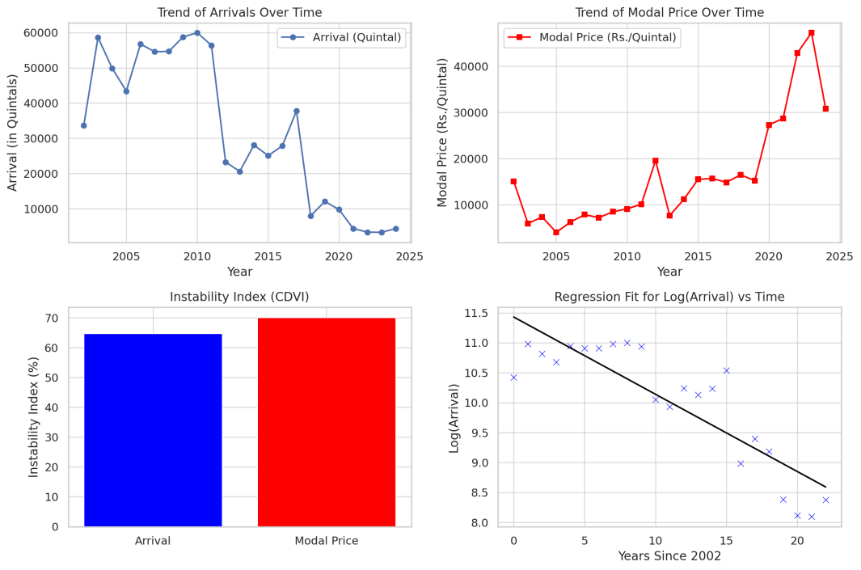 Trend of Arrivals Over Time
Arrival (Quintal)
Arrival (in Quintals)
60000
50000
40000
30000
20000
10000
2005
2010
2015
2020
2025
Year
Trend of Modal Price Over Time
Modal Price (Rs./Quintal)
Modal Price (Rs./Quintal)
40000
30000
20000
10000
2005
2010
2015
2020
2025
Year
Instability Index (CDVI)
Instability Index (%)
70
60
50
40
30
20
10
0
Arrival
Modal Price
Regression Fit for Log(Arrival) vs Time
Log(Arrival)
11.5
11.0
10.5
10.0
9.5
9.0
8.5
8.0
0
5
10
15
20
Years Since 2002